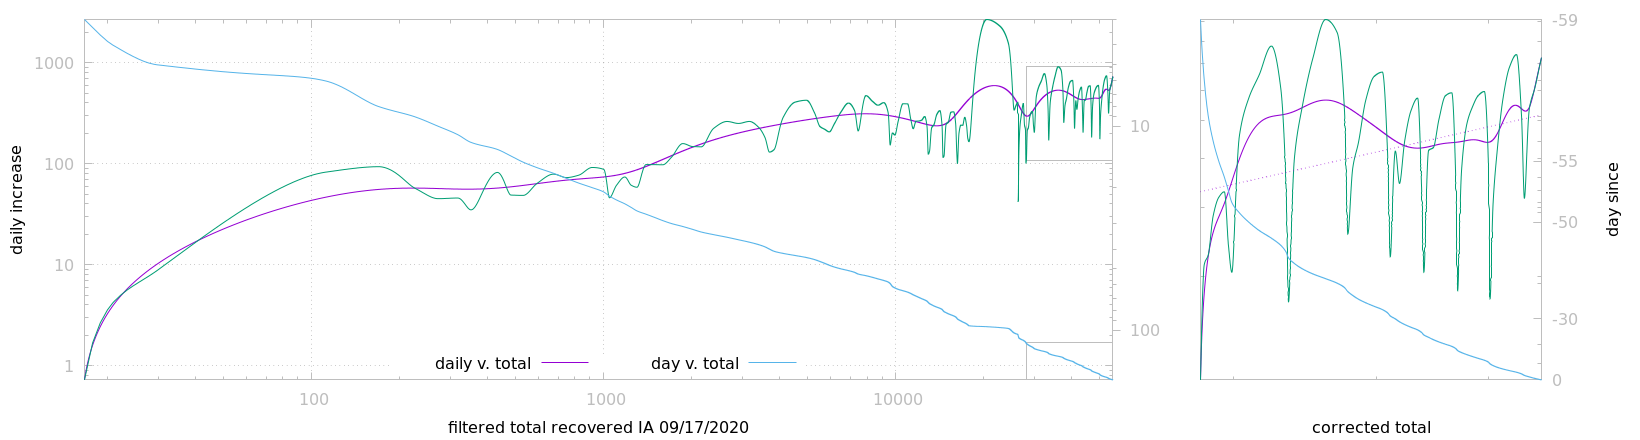 1000
100
10
1
daily increase
100
1000
10000
filtered total recovered IA 09/17/2020
daily v. total
day v. total
10
100
-59
-55
-50
-30
0
day since
corrected total